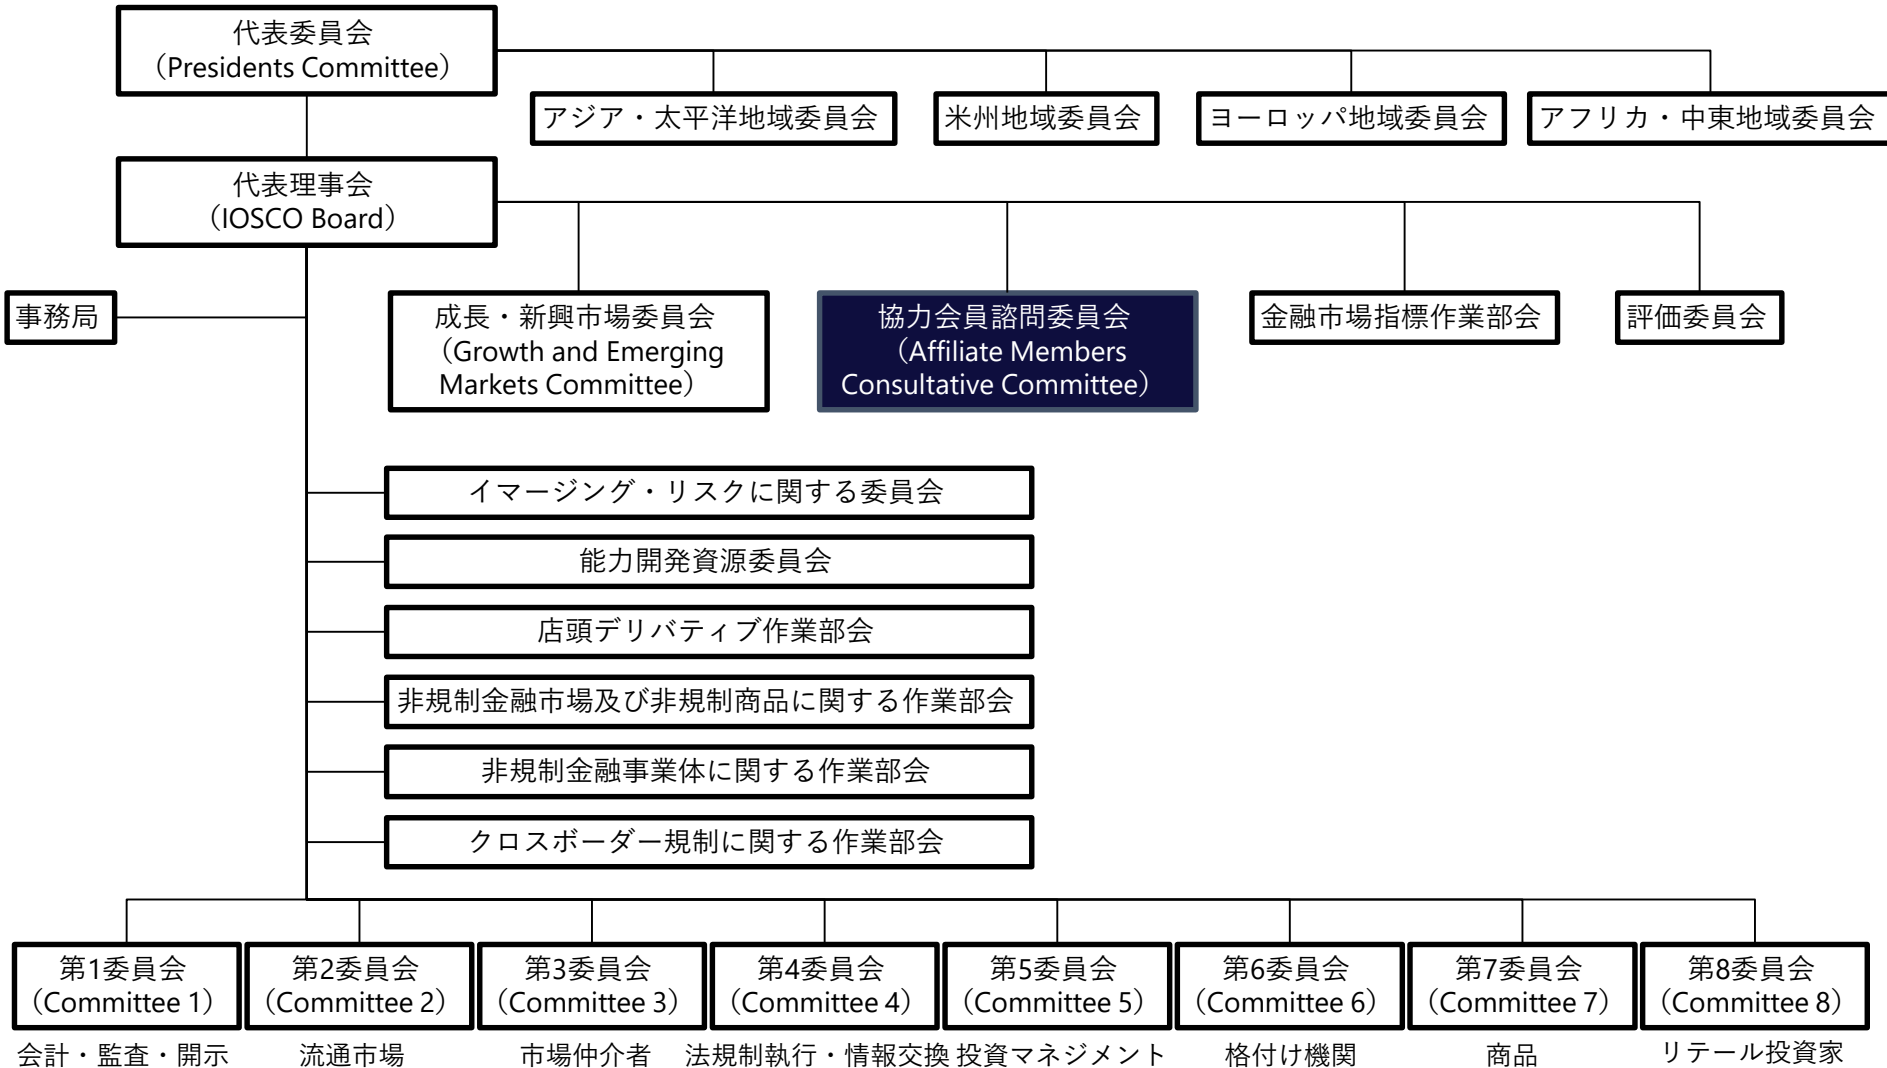 代表委員会
（Presidents Committee）
アジア・太平洋地域委員会
米州地域委員会
ヨーロッパ地域委員会
アフリカ・中東地域委員会
代表理事会
（IOSCO Board）
事務局
成長・新興市場委員会
（Growth and Emerging
Markets Committee）
協力会員諮問委員会
（Affiliate Members
Consultative Committee）
金融市場指標作業部会
評価委員会
イマージング・リスクに関する委員会
能力開発資源委員会
店頭デリバティブ作業部会
非規制金融市場及び非規制商品に関する作業部会
非規制金融事業体に関する作業部会
クロスボーダー規制に関する作業部会
第1委員会
（Committee 1）
会計・監査・開示
第2委員会
（Committee 2）
流通市場
第3委員会
（Committee 3）
市場仲介者
第4委員会
（Committee 4）
法規制執行・情報交換
第5委員会
（Committee 5）
投資マネジメント
第6委員会
（Committee 6）
格付け機関
第7委員会
（Committee 7）
商品
第8委員会
（Committee 8）
リテール投資家